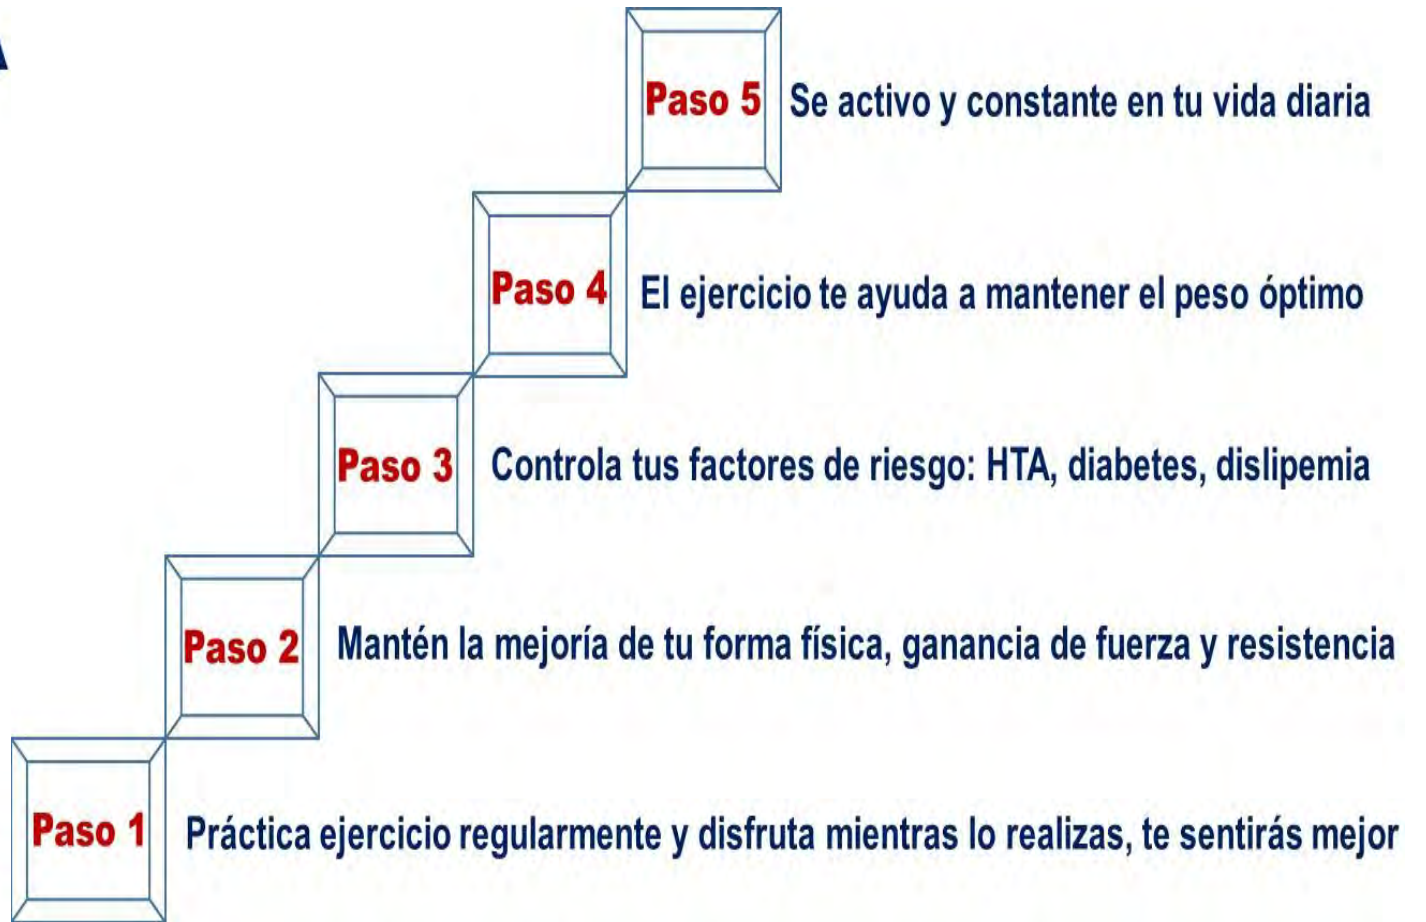 Paso 5 Se activo y constante en tu vida diaria
Paso 4 El ejercicio te ayuda a mantener el peso óptimo
Paso 3 Controla tus factores de riesgo: HTA, diabetes, dislipemia
Paso 2 Mantén la mejoría de tu forma física, ganancia de fuerza y resistencia
Paso 1 Práctica ejercicio regularmente y disfruta mientras lo realizas, te sentirás mejor